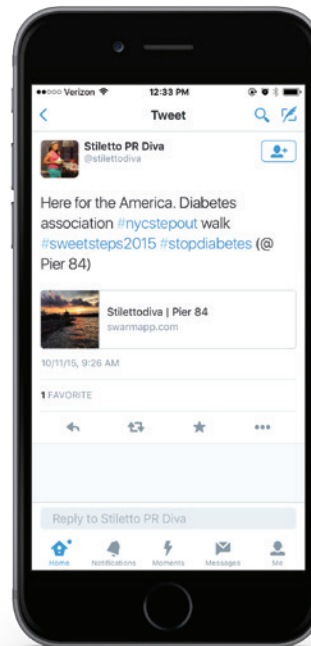 Verizon 12:33 PM
Tweet
Stiletto PR Diva
@stilettodiva
Here for the America. Diabetes
association #nycstepout walk
#sweetsteps2015 #stopdiabetes (@
Pier 84)
Stilettodiva | Pier 84
swarmapp.com
10/11/15, 9:26 AM
1 FAVORITE
Reply to Stiletto PR Diva
Home Notifications Moments Messages Me